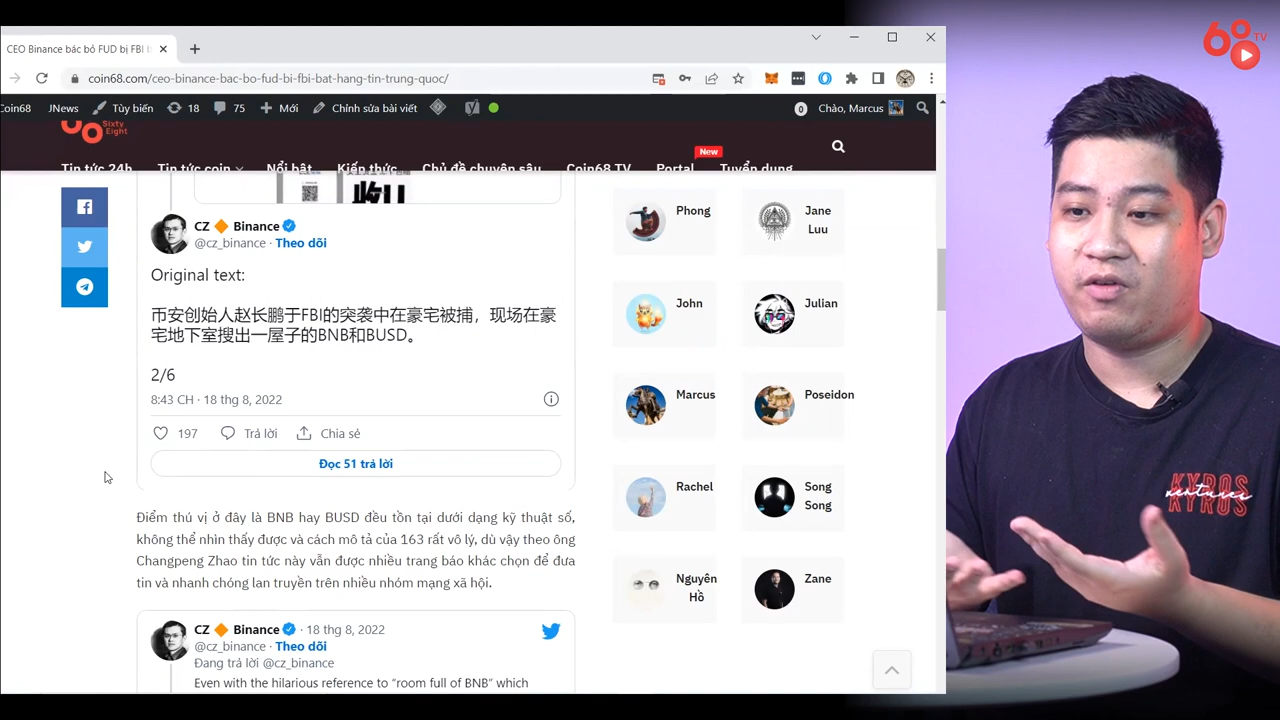 68 TV
CEO Binance bác bỏ FUD bị FBI
coin68.com/ceo-binance-bac-bo-fud-bi-fbi-bat-hang-tin-trung-quoc/
Coin68 JNews Tùy biến 18 75 Mới Chỉnh sửa bài viết 0 Chào, Marcus
Sixty
Eight
New
Tin tức 24h Tin tức coin Nổi bật Kiến thức Chủ đề chuyên sâu Coin68 TV Portal Tuyển dụng
CZ Binance
@cz_binance · Theo dõi
Original text:
币安创始人赵长鹏于FBI的突袭中在豪宅被捕，现场在豪
宅地下室搜出一屋子的BNB和BUSD。
2/6
8:43 CH · 18 thg 8, 2022
197 Trả lời Chia sẻ
Đọc 51 trả lời
Điểm thú vị ở đây là BNB hay BUSD đều tồn tại dưới dạng kỹ thuật số,
không thể nhìn thấy được và cách mô tả của 163 rất vô lý, dù vậy theo ông
Changpeng Zhao tin tức này vẫn được nhiều trang báo khác chọn để đưa
tin và nhanh chóng lan truyền trên nhiều nhóm mạng xã hội.
CZ Binance · 18 thg 8, 2022
@cz_binance · Theo dõi
Đang trả lời @cz_binance
Even with the hilarious reference to “room full of BNB” which
Phong
Jane
Luu
John
Julian
Marcus
Poseidon
Rachel
Song
Song
Nguyên
Hồ
Zane
KYROS
ventures
KYROS